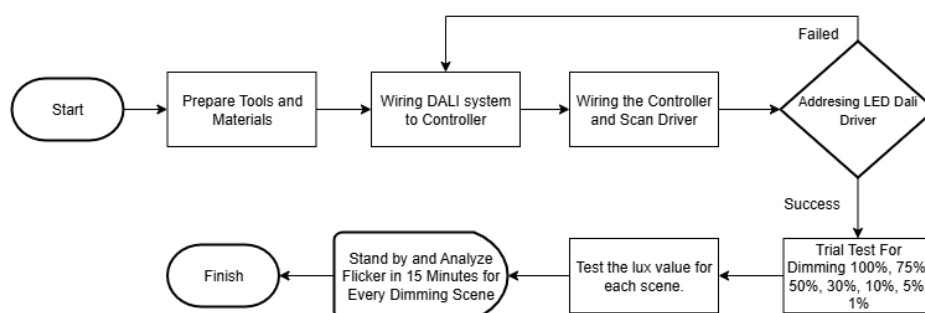 Failed
Start
Prepare Tools and
Materials
Wiring DALI system
to Controller
Wiring the Controller
and Scan Driver
Addresing LED Dali
Driver
Success
Trial Test For
Dimming 100%, 75%
50%, 30%, 10%, 5%
1%
Test the lux value for
each scene.
Stand by and Analyze
Flicker in 15 Minutes for
Every Dimming Scene
Finish